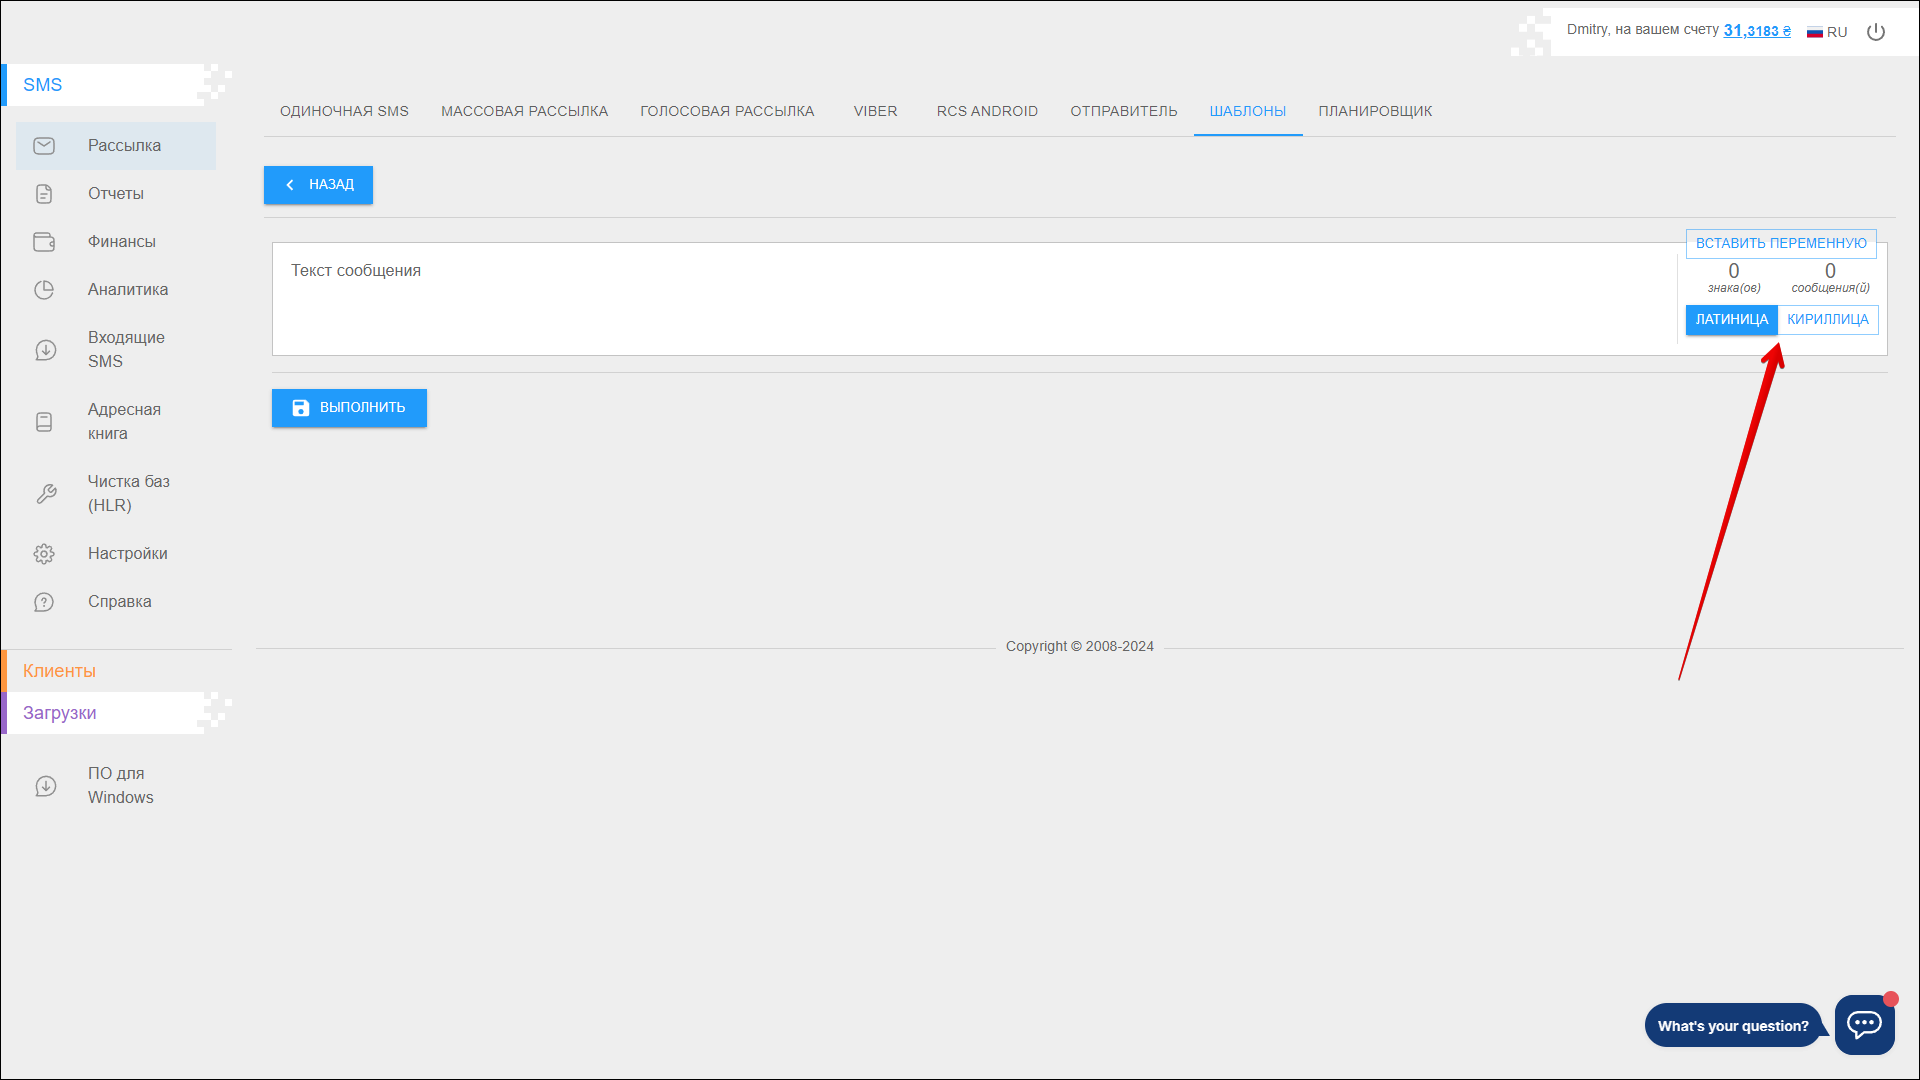 Dmitry, на вашем счету 31,3183 ₴ RU
SMS
ОДИНОЧНАЯ SMS МАССОВАЯ РАССЫЛКА ГОЛОСОВАЯ РАССЫЛКА VIBER RCS ANDROID ОТПРАВИТЕЛЬ ШАБЛОНЫ ПЛАНИРОВЩИК
Рассылка
Отчеты
Финансы
Аналитика
Входящие
SMS
Адресная
книга
Чистка баз
(HLR)
Настройки
Справка
Клиенты
Загрузки
ПО для
Windows
НАЗАД
Текст сообщения
ВСТАВИТЬ ПЕРЕМЕННУЮ
0 0
знака(ов) сообщения(й)
ЛАТИНИЦА КИРИЛЛИЦА
ВЫПОЛНИТЬ
Copyright © 2008-2024
What's your question?